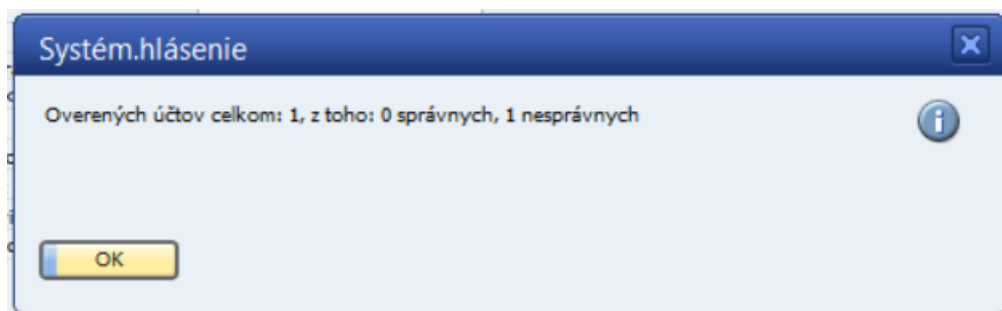 Systém.hlásenie
Overených účtov celkom: 1, z toho: 0 správnych, 1 nesprávnych
OK